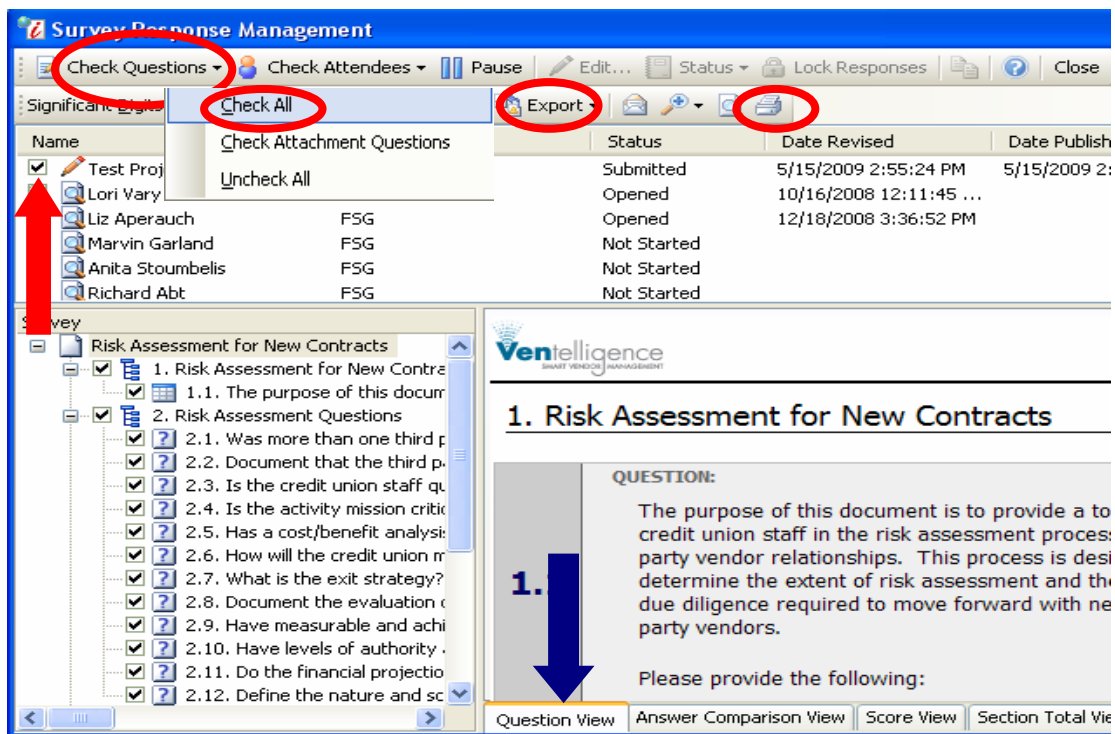 Survey Response Management
Check Questions Check Attendees Pause Edit... Status Lock Responses Close
Significant Digits Check All Export
Check Attachment Questions
Uncheck All
Name Status Date Revised Date Publish
Test Proj Submitted 5/15/2009 2:55:24 PM 5/15/2009 2:
Lori Vary Opened 10/16/2008 12:11:45 ...
Liz Aperauch FSG Opened 12/18/2008 3:36:52 PM
Marvin Garland FSG Not Started
Anita Stoumbelis FSG Not Started
Richard Abt FSG Not Started
Survey
Risk Assessment for New Contracts
1. Risk Assessment for New Contra
1.1. The purpose of this docum
2. Risk Assessment Questions
2.1. Was more than one third p
2.2. Document that the third p
2.3. Is the credit union staff qu
2.4. Is the activity mission critic
2.5. Has a cost/benefit analysis
2.6. How will the credit union m
2.7. What is the exit strategy?
2.8. Document the evaluation
2.9. Have measurable and achi
2.10. Have levels of authority
2.11. Do the financial projectio
2.12. Define the nature and sc
Ventelligence
SMART VENDOR MANAGEMENT
1. Risk Assessment for New Contracts
QUESTION:
1.
The purpose of this document is to provide a to
credit union staff in the risk assessment process
party vendor relationships. This process is desi
determine the extent of risk assessment and the
due diligence required to move forward with ne
party vendors.
Please provide the following:
Question View Answer Comparison View Score View Section Total Vie